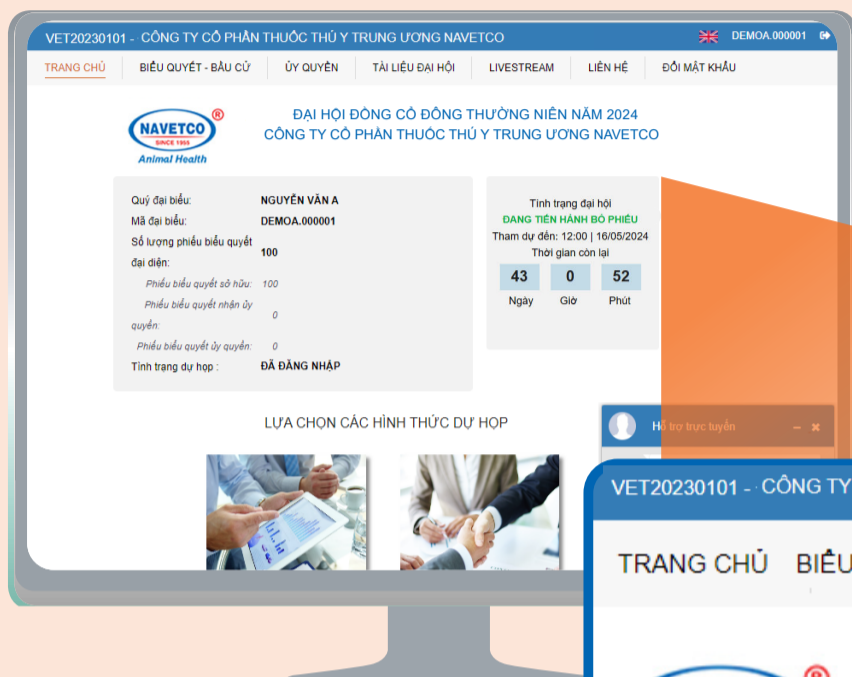 VET20230101 - CÔNG TY CỔ PHẦN THUỐC THÚ Y TRUNG ƯƠNG NAVETCO
DEMOA.000001
TRANG CHỦ BIỂU QUYẾT - BẦU CỬ ỦY QUYỀN TÀI LIỆU ĐẠI HỘI LIVESTREAM LIÊN HỆ ĐỔI MẬT KHẨU
NAVETCO ®
SINCE 1955
Animal Health
ĐẠI HỘI ĐỒNG CỔ ĐÔNG THƯỜNG NIÊN NĂM 2024
CÔNG TY CỔ PHẦN THUỐC THÚ Y TRUNG ƯƠNG NAVETCO
Quý đại biểu: NGUYỄN VĂN A
Mã đại biểu: DEMOA.000001
Số lượng phiếu biểu quyết
đại diện: 100
Phiếu biểu quyết sở hữu: 100
Phiếu biểu quyết nhận ủy
quyền: 0
Phiếu biểu quyết ủy quyền: 0
Tình trạng dự họp : ĐÃ ĐĂNG NHẬP
Tình trạng đại hội
ĐANG TIẾN HÀNH BỎ PHIẾU
Tham dự đến: 12:00 | 16/05/2024
Thời gian còn lại
43 0 52
Ngày Giờ Phút
LỰA CHỌN CÁC HÌNH THỨC DỰ HỌP
Hỗ trợ trực tuyến
VET20230101 - CÔNG TY
TRANG CHỦ BIỂU
®